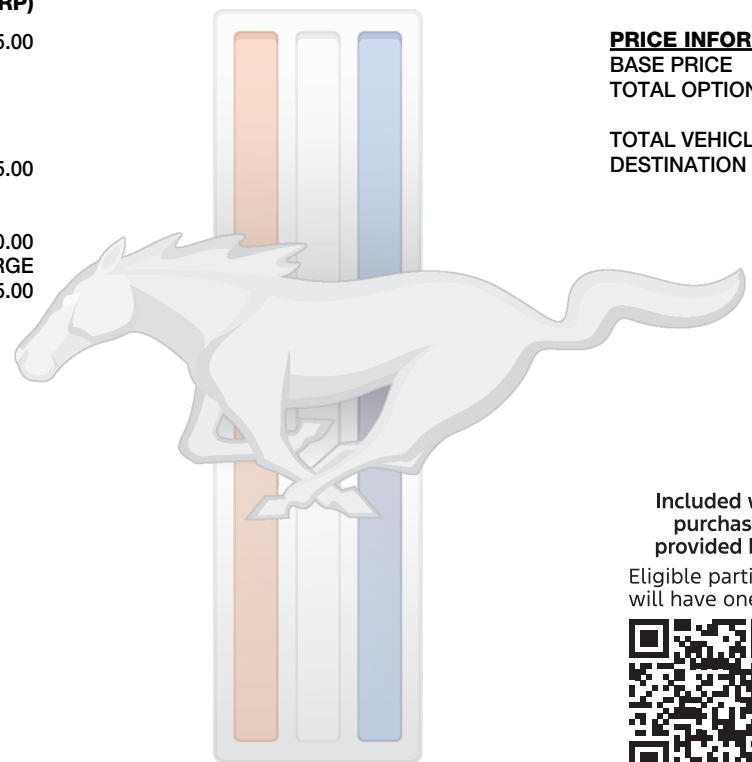 RP)
5.00
5.00
0.00
RGE
5.00
PRICE INFOR
BASE PRICE
TOTAL OPTION
TOTAL VEHICL
DESTINATION
Included
purchas
provided
Eligible parti
will have one